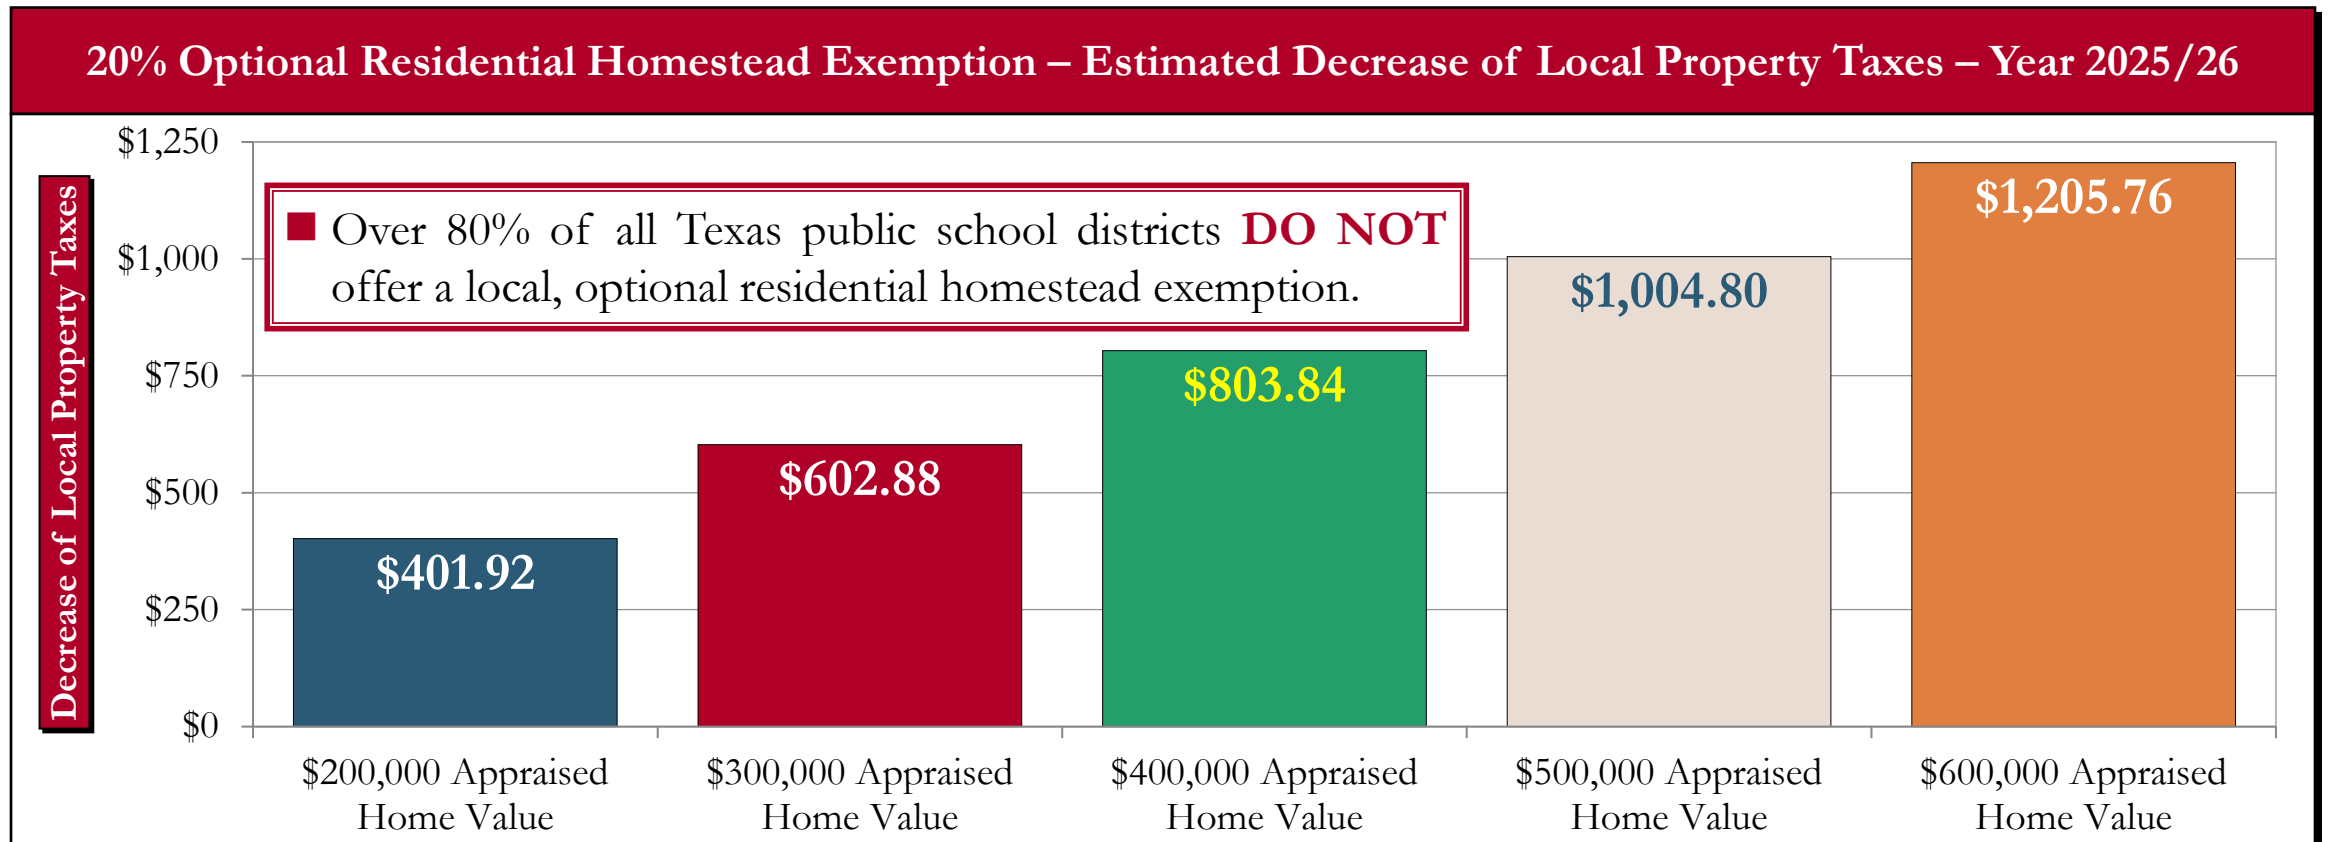 20% Optional Residential Homestead Exemption – Estimated Decrease of Local Property Taxes – Year 2025/26
Decrease of Local Property Taxes
$1,250
$1,000
$750
$500
$250
$0
■ Over 80% of all Texas public school districts DO NOT
offer a local, optional residential homestead exemption.
$401.92
$602.88
$803.84
$1,004.80
$1,205.76
$200,000 Appraised
Home Value
$300,000 Appraised
Home Value
$400,000 Appraised
Home Value
$500,000 Appraised
Home Value
$600,000 Appraised
Home Value